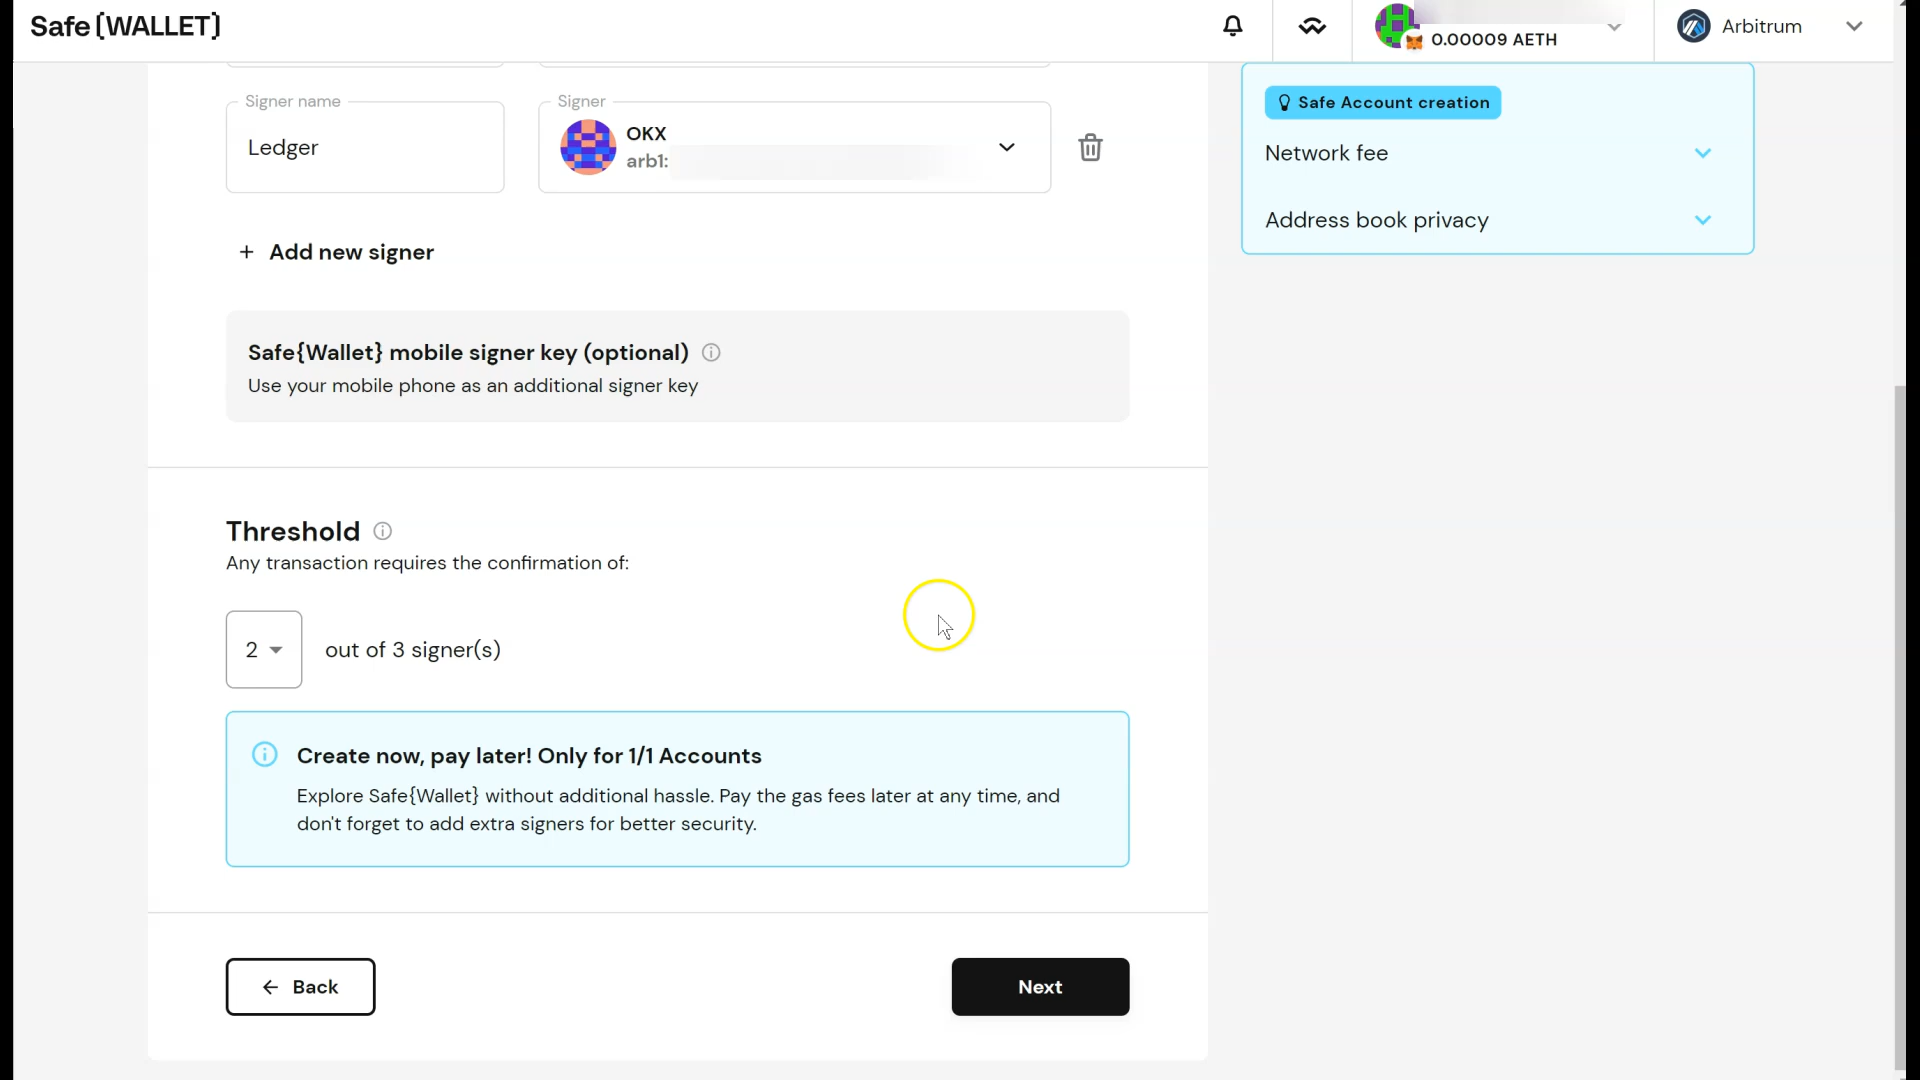 Safe{WALLET}
0.00009 AETH
Arbitrum
Signer name
Ledger
Signer
OKX
arb1:
+ Add new signer
Safe{Wallet} mobile signer key (optional)
Use your mobile phone as an additional signer key
Threshold
Any transaction requires the confirmation of:
2
out of 3 signer(s)
Create now, pay later! Only for 1/1 Accounts
Explore Safe{Wallet} without additional hassle. Pay the gas fees later at any time, and
don't forget to add extra signers for better security.
Back
Next
Safe Account creation
Network fee
Address book privacy